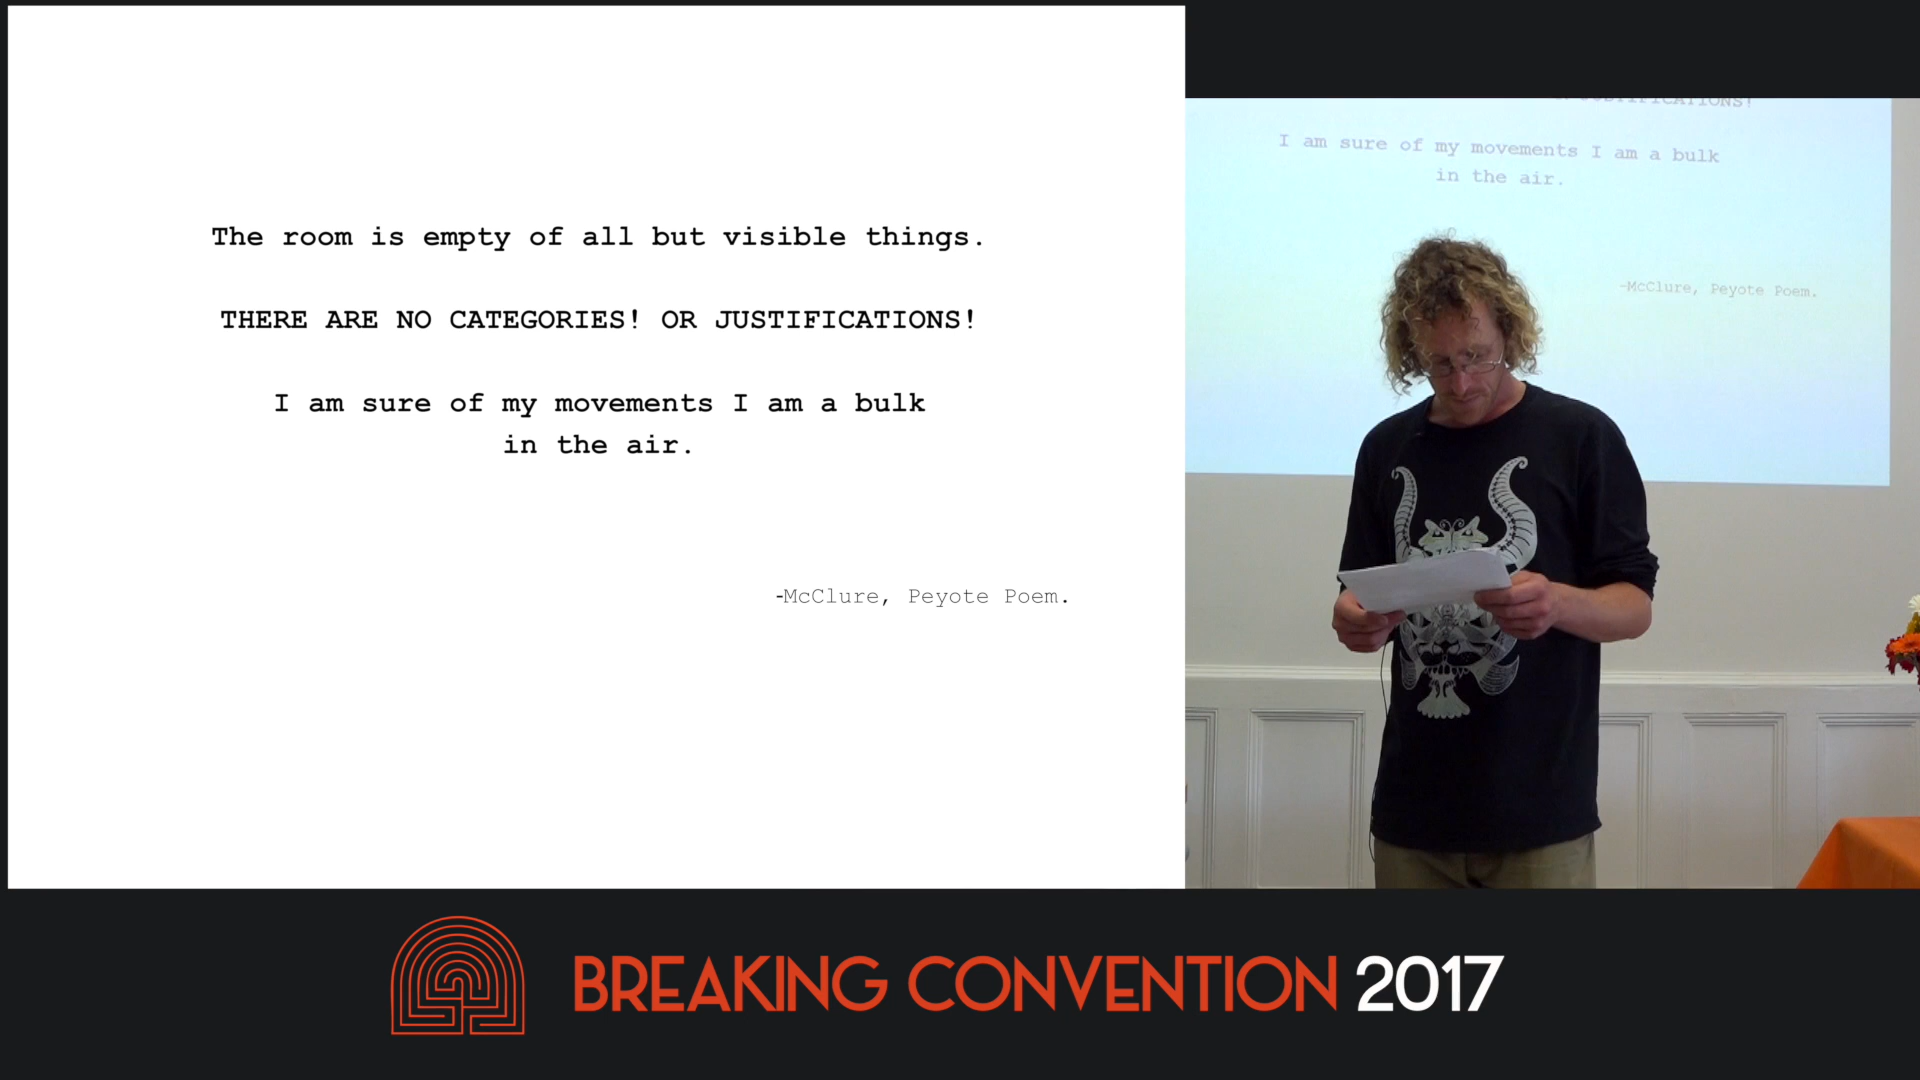 The room is empty of all but visible things.
THERE ARE NO CATEGORIES! OR JUSTIFICATIONS!
I am sure of my movements I am a bulk
in the air.
-McClure, Peyote Poem.
JUSTIFICATIONS!
I am sure of my movements I am a bulk
in the air.
-McClure, Peyote Poem.
BREAKING CONVENTION 2017